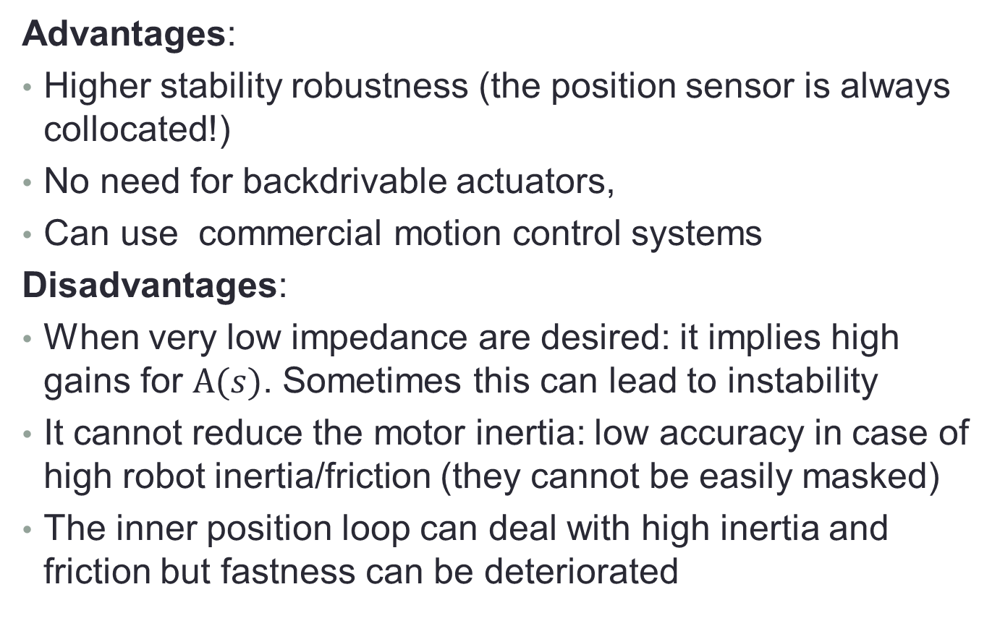 Advantages:
• Higher stability robustness (the position sensor is always
collocated!)
• No need for backdrivable actuators,
• Can use  commercial motion control systems
Disadvantages:
• When very low impedance are desired: it implies high
gains for A(s). Sometimes this can lead to instability
• It cannot reduce the motor inertia: low accuracy in case of
high robot inertia/friction (they cannot be easily masked)
• The inner position loop can deal with high inertia and
friction but fastness can be deteriorated